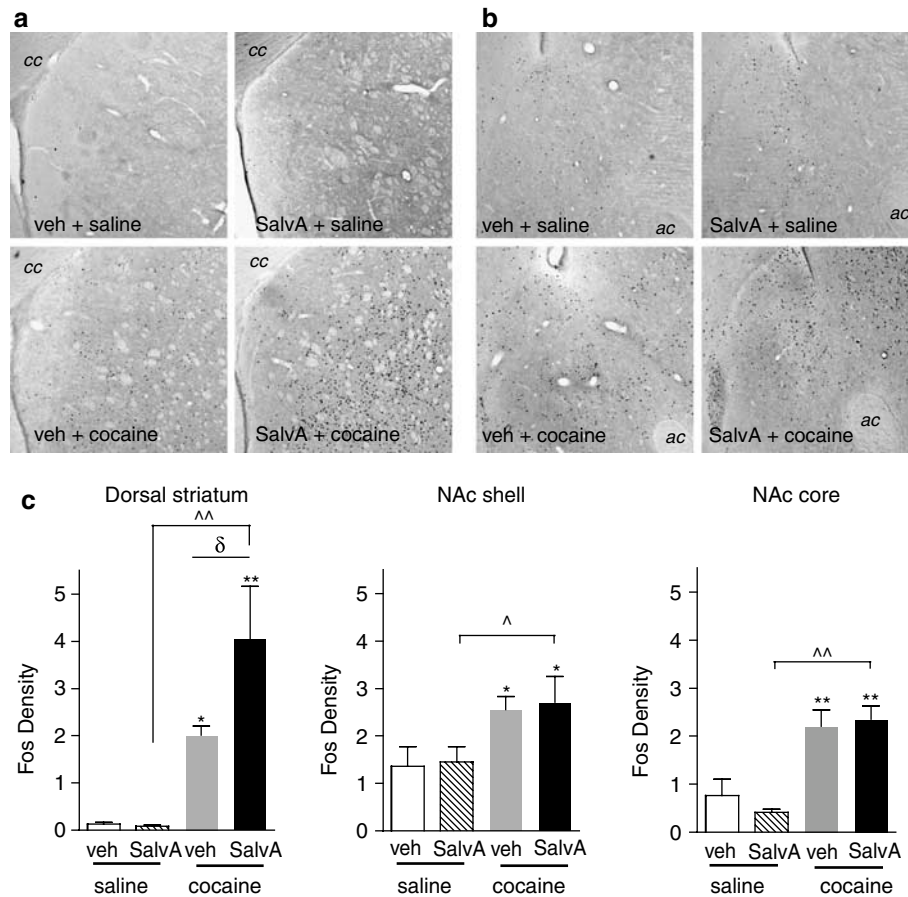 a
b
cc
cc
veh + saline
SalvA + saline
ac
veh + saline
ac
SalvA + saline
cc
cc
veh + cocaine
SalvA + cocaine
ac
veh + cocaine
ac
SalvA + cocaine
c
Dorsal striatum
NAc shell
NAc core
^^
δ
**
*
Fos Density
5
4
3
2
1
0
veh SalvA veh SalvA
saline cocaine
^
*
*
Fos Density
5
4
3
2
1
0
veh SalvA veh SalvA
saline cocaine
^^
**
**
Fos Density
5
4
3
2
1
0
veh SalvA veh SalvA
saline cocaine